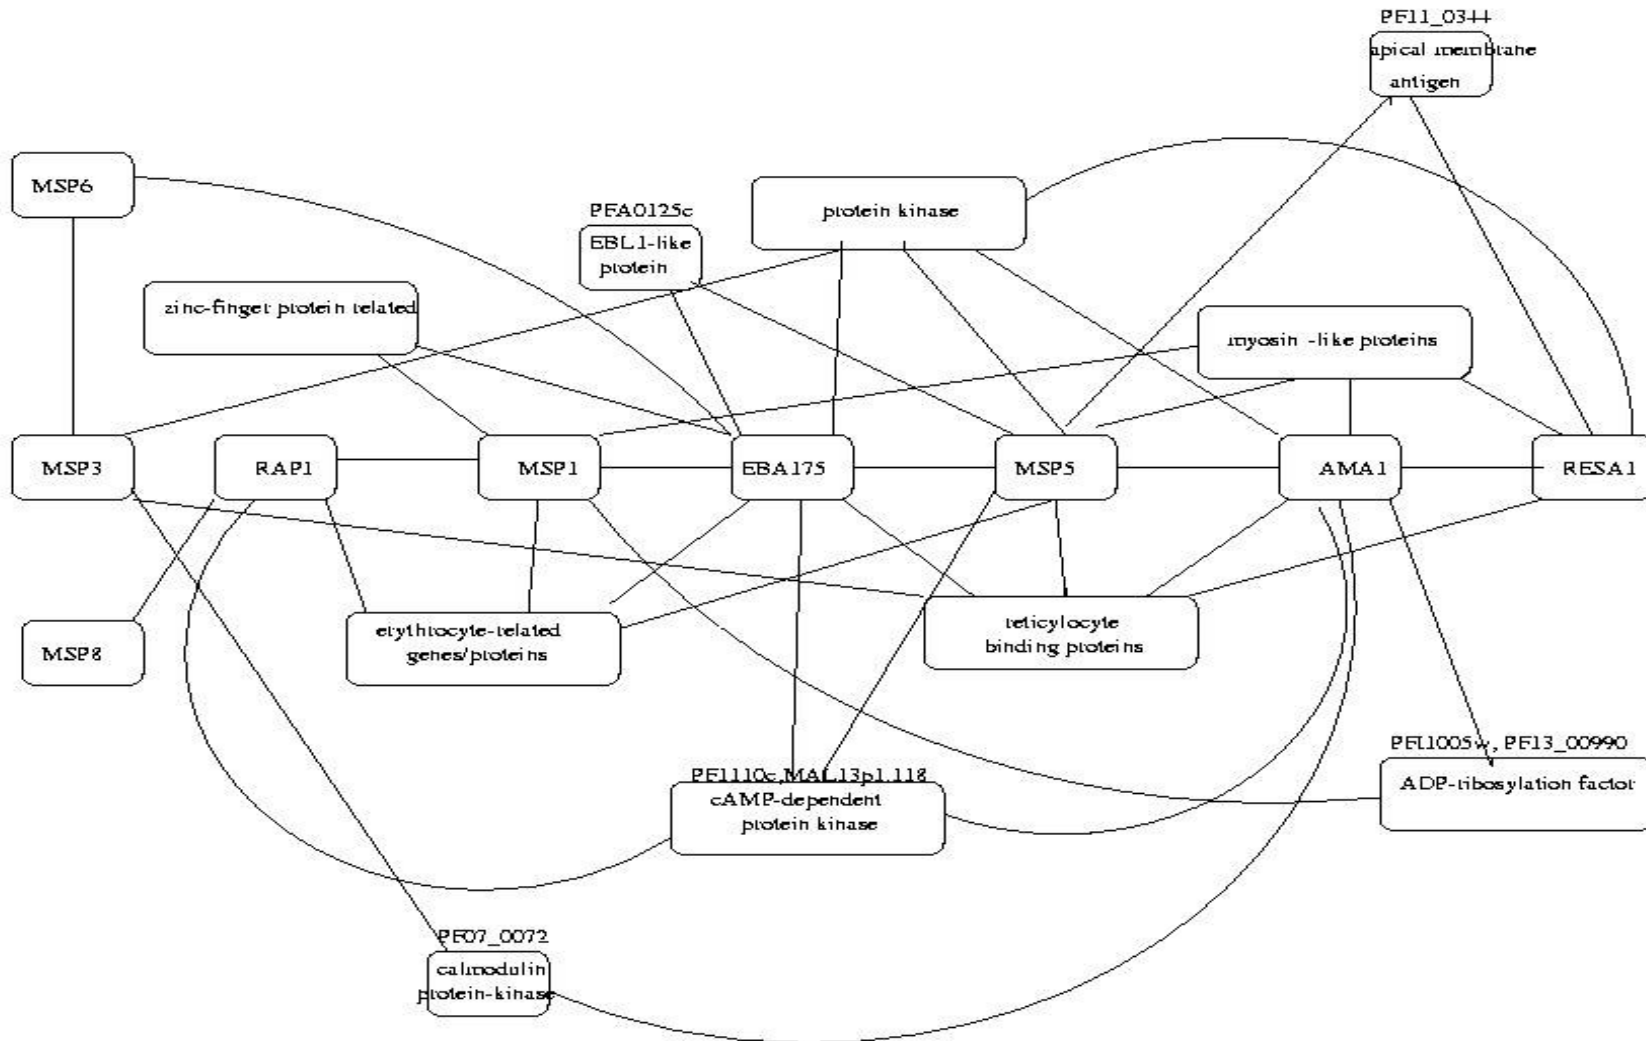 PF11_0344
apical membrane
antigen
MSP6
protein kinase
PFA0125c
EBL1-like
protein
zinc-finger protein related
myosin -like proteins
MSP3
RAP1
MSP1
EBA175
MSP5
AMA1
RESA1
MSP8
erythrocyte-related
genes/proteins
reticylocyte
binding proteins
PFL1005w, PF13_00990
ADP-ribosylation factor
PF1110c,MAL13p1.118
cAMP-dependent
protein kinase
PF07_0072
calmodulin
protein-kinase